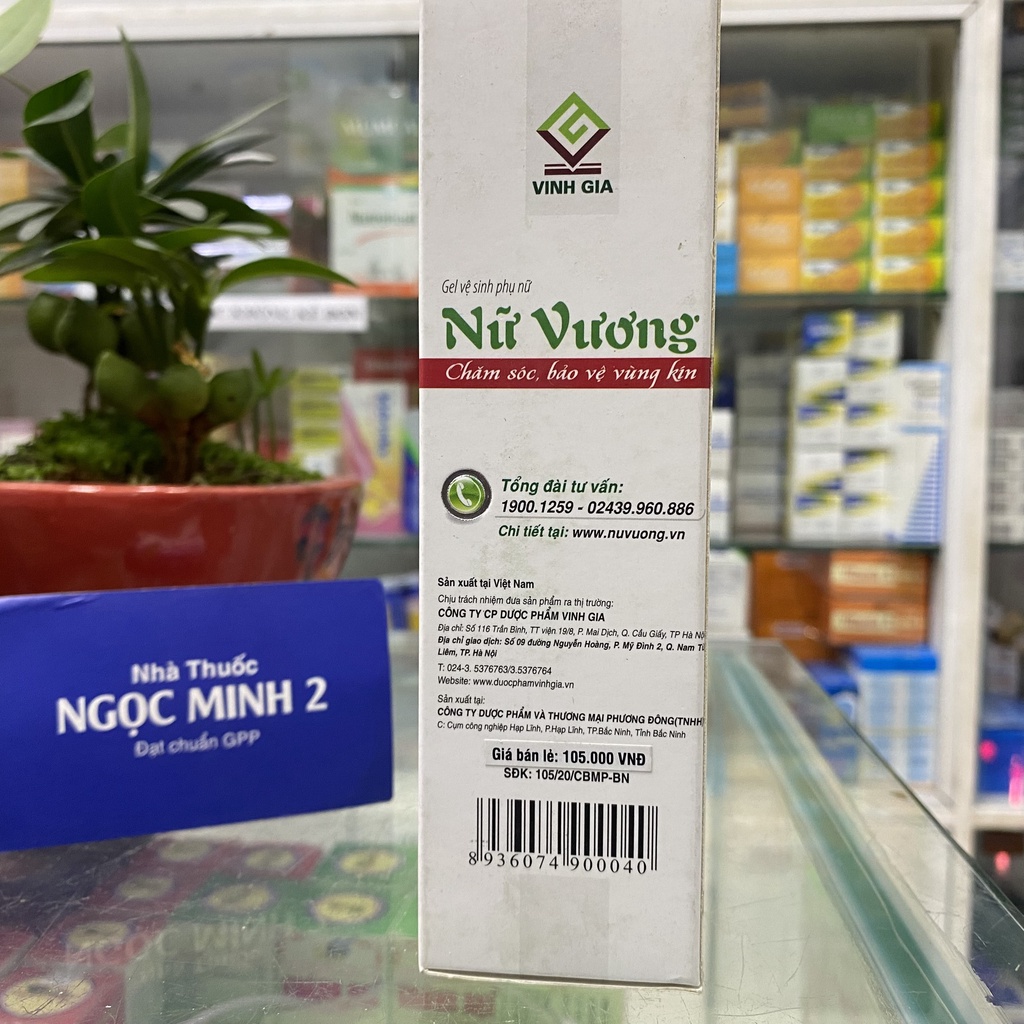 VINH GIA
Gel vệ sinh phụ nữ
Nữ Vương
Chăm sóc, bảo vệ vùng kín
Tổng đài tư vấn:
1900.1259 - 02439.960.886
Chi tiết tại: www.nuvuong.vn
Sản xuất tại Việt Nam
Chịu trách nhiệm đưa sản phẩm ra thị trường:
CÔNG TY CP DƯỢC PHẨM VINH GIA
Địa chỉ: Số 116 Trần Bình, TT viện 19/8, P. Mai Dịch, Q. Cầu Giấy, TP Hà Nộ
Địa chỉ giao dịch: Số 09 đường Nguyễn Hoàng, P. Mỹ Đình 2, Q. Nam Từ
Liêm, TP. Hà Nội
T: 024-3. 5376763/3.5376764
Website: www.duocphamvinhgia.vn
Sản xuất tại:
CÔNG TY DƯỢC PHẨM VÀ THƯƠNG MẠI PHƯƠNG ĐÔNG(TNHH
C: Cụm công nghiệp Hạp Lĩnh, P.Hạp Lĩnh, TP.Bắc Ninh, Tỉnh Bắc Ninh
Giá bán lẻ: 105.000 VNĐ
SĐK: 105/20/CBMP-BN
8 936074 900040
Nhà Thuốc
NGỌC MINH 2
Đạt chuẩn GPP